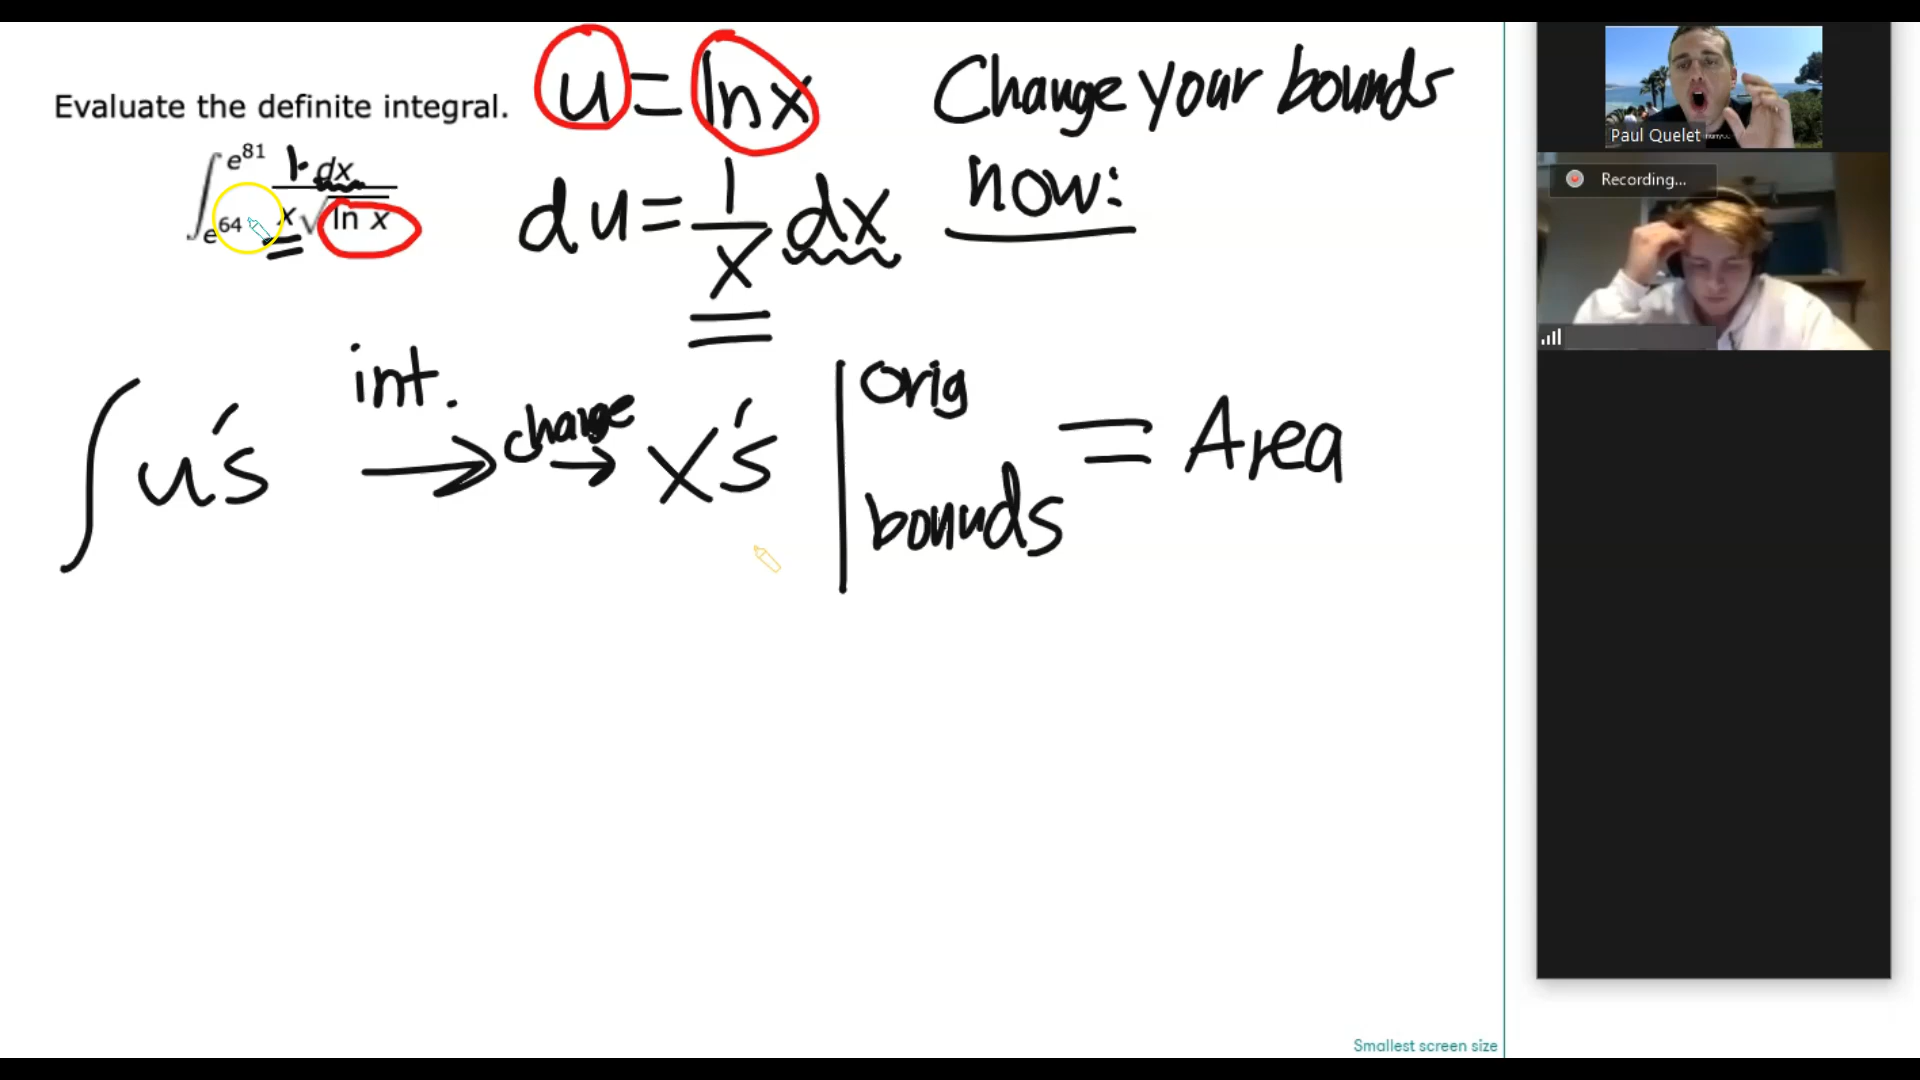 u = ln x
Change your bounds
now:
Evaluate the definite integral.
∫ e^64 e^81 1· dx / x√ln x
du = 1/x dx
∫ u's int. → change → x's | orig bounds = Area
Paul Quelet
Recording...
Smallest screen size